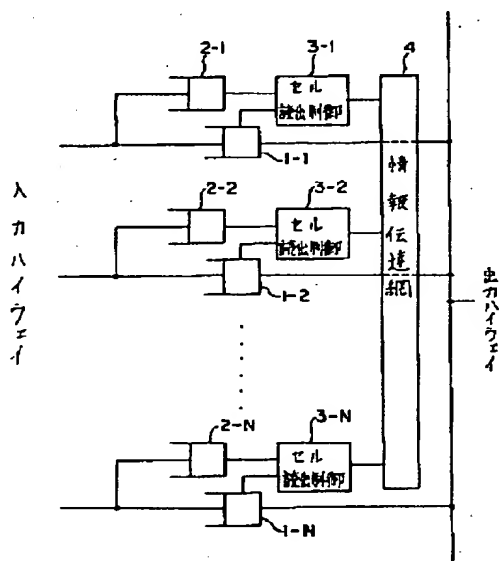 2-1
3-1
4
セル
読出制御
1-1
2-2
3-2
セル
読出制御
1-2
入力ハイウェイ
情報伝達網
出力ハイウェイ
2-N
3-N
セル
読出制御
1-N